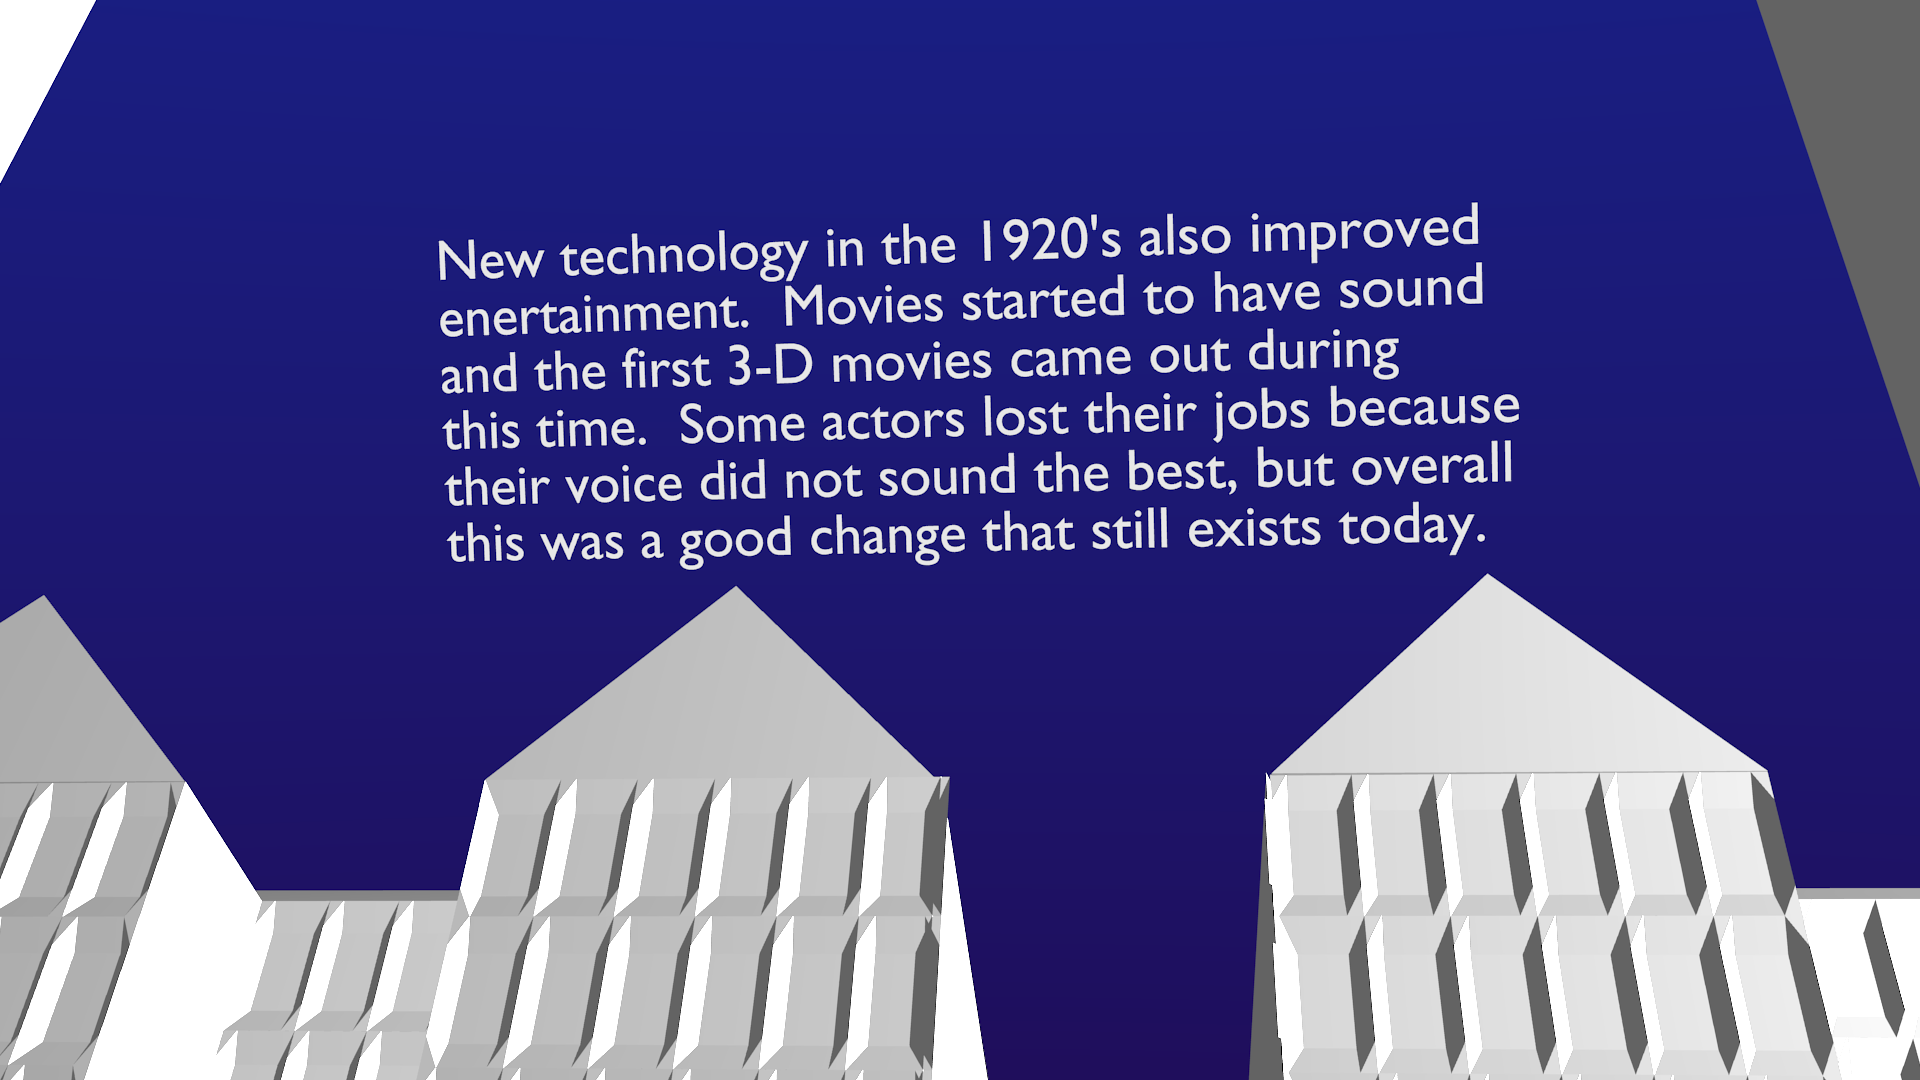 New technology in the 1920's also improved
enertainment.  Movies started to have sound
and the first 3-D movies came out during
this time.  Some actors lost their jobs because
their voice did not sound the best, but overall
this was a good change that still exists today.